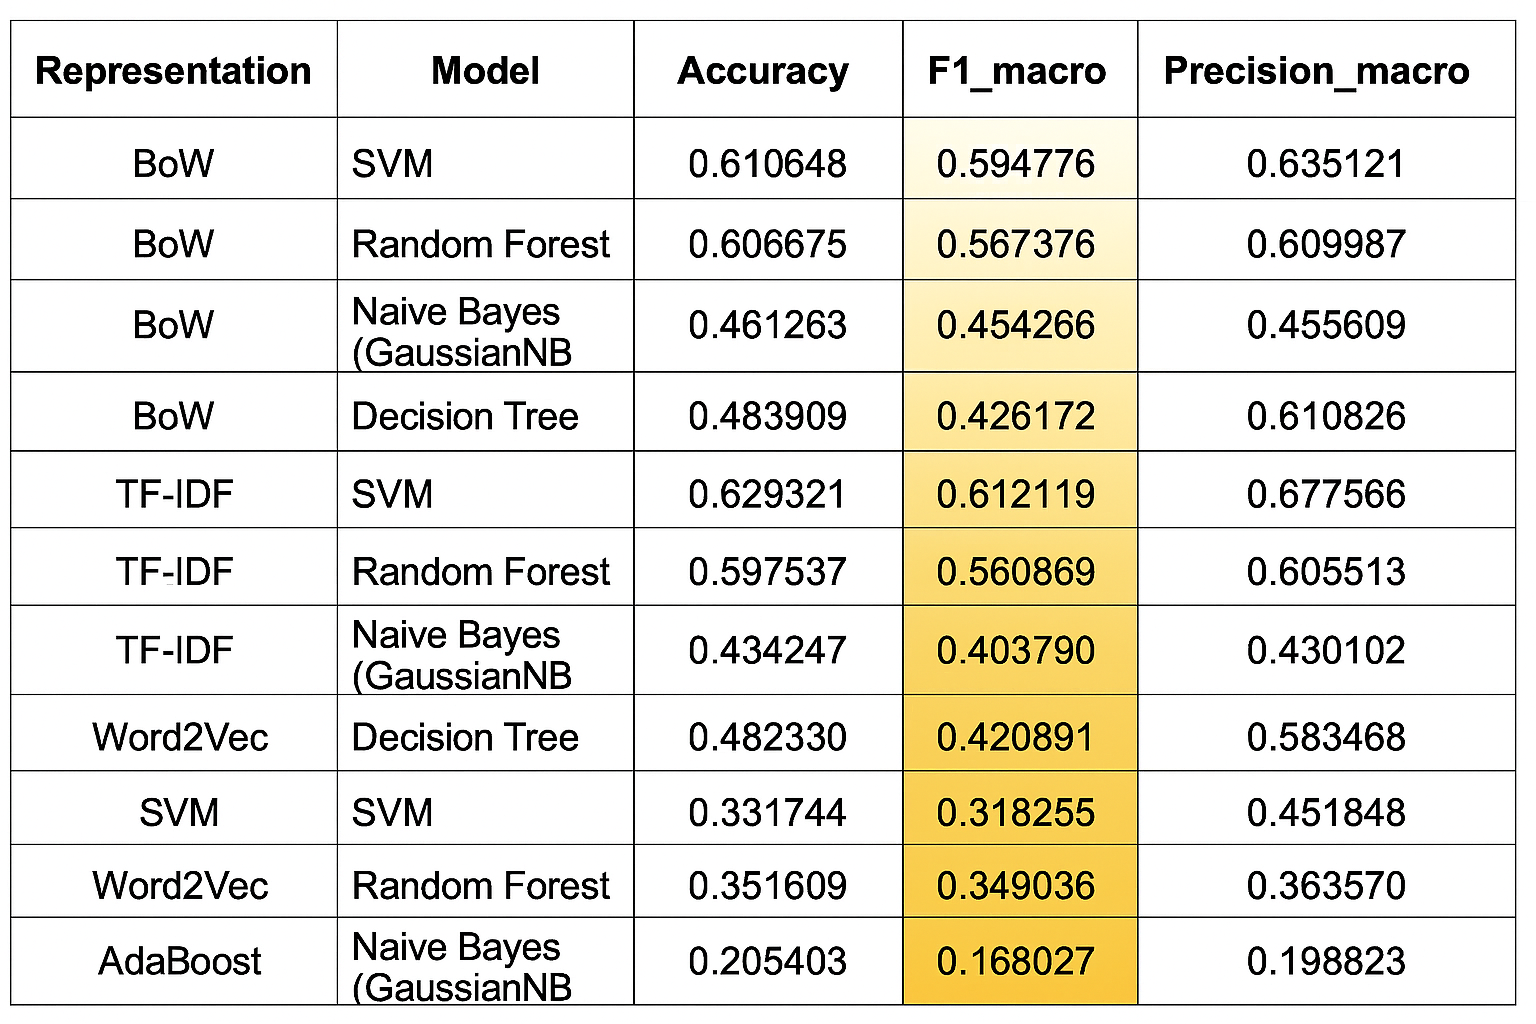 Representation Model Accuracy F1_macro Precision_macro
BoW SVM 0.610648 0.594776 0.635121
BoW Random Forest 0.606675 0.567376 0.609987
BoW Naive Bayes 0.461263 0.454266 0.455609
(GaussianNB
BoW Decision Tree 0.483909 0.426172 0.610826
TF-IDF SVM 0.629321 0.612119 0.677566
TF-IDF Random Forest 0.597537 0.560869 0.605513
TF-IDF Naive Bayes 0.434247 0.403790 0.430102
(GaussianNB
Word2Vec Decision Tree 0.482330 0.420891 0.583468
SVM SVM 0.331744 0.318255 0.451848
Word2Vec Random Forest 0.351609 0.349036 0.363570
AdaBoost Naive Bayes 0.205403 0.168027 0.198823
(GaussianNB